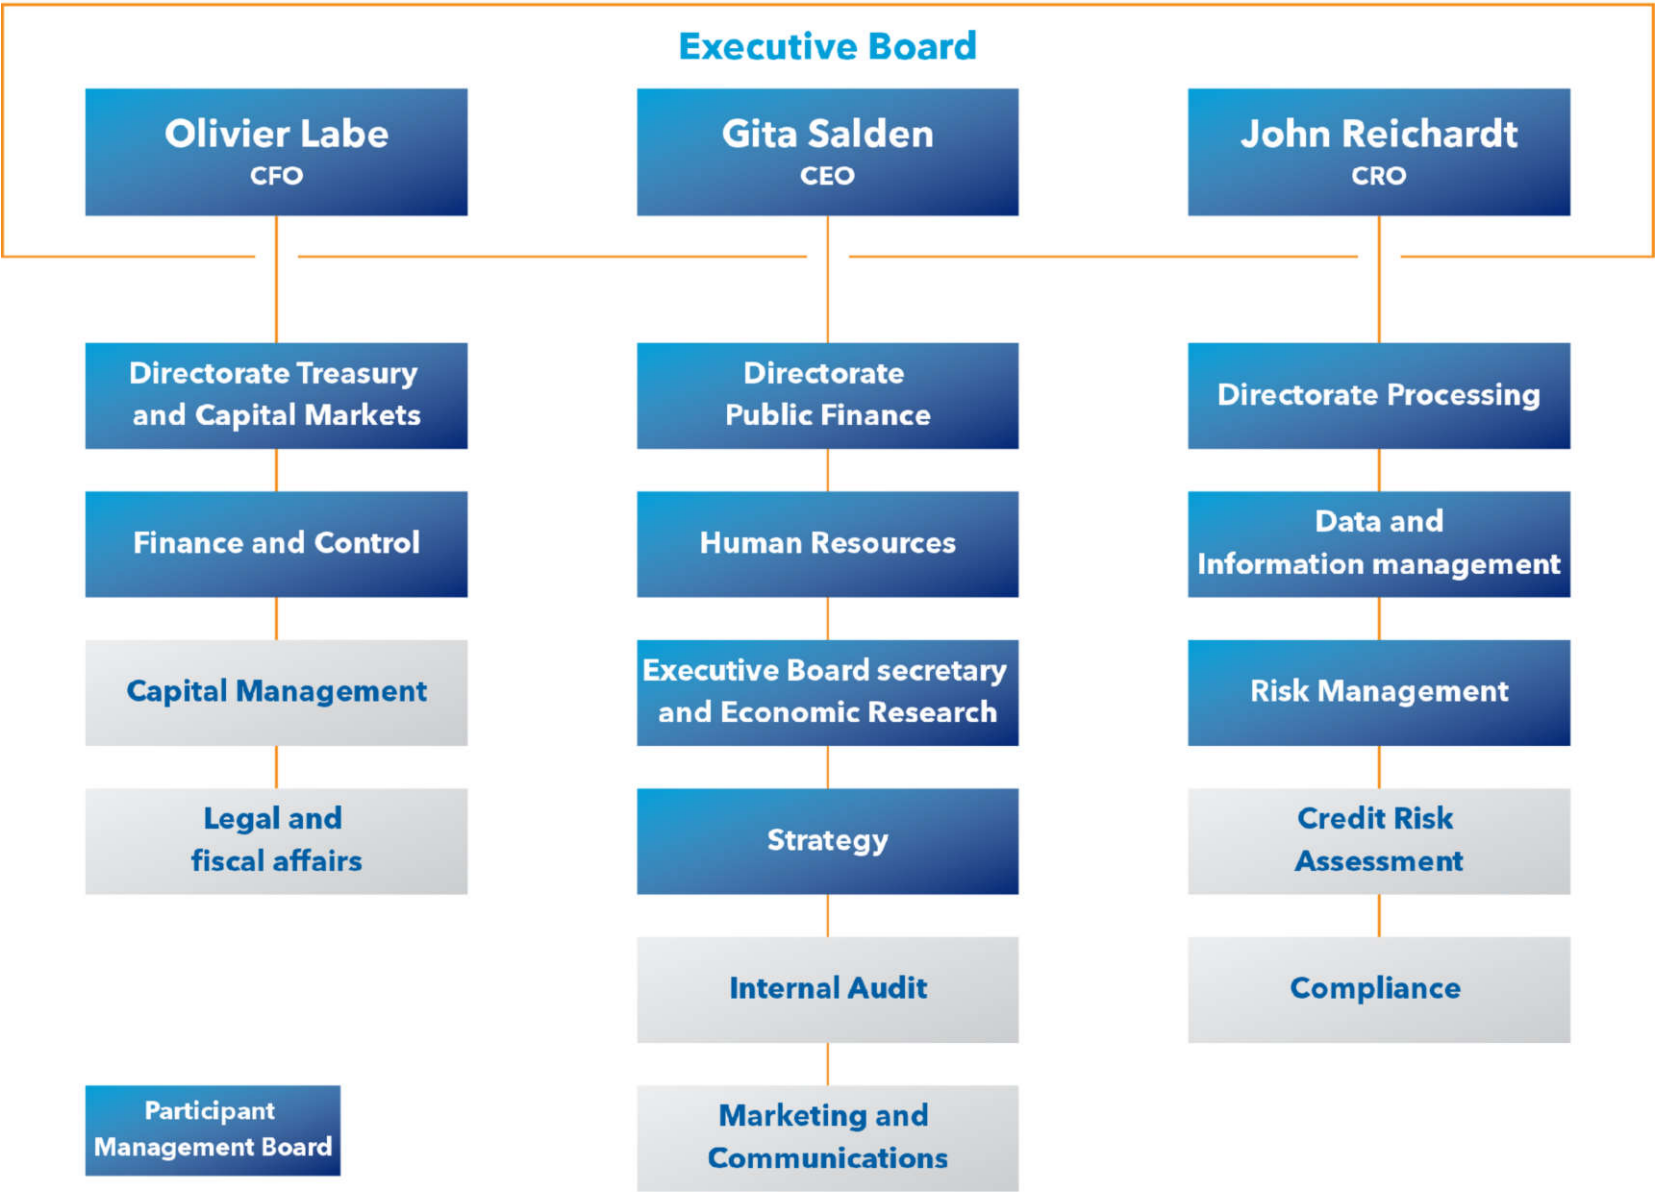 Executive Board
Olivier Labe
CFO
Gita Salden
CEO
John Reichardt
CRO
Directorate Treasury
and Capital Markets
Finance and Control
Capital Management
Legal and
fiscal affairs
Directorate
Public Finance
Human Resources
Executive Board secretary
and Economic Research
Strategy
Internal Audit
Marketing and
Communications
Directorate Processing
Data and
Information management
Risk Management
Credit Risk
Assessment
Compliance
Participant
Management Board